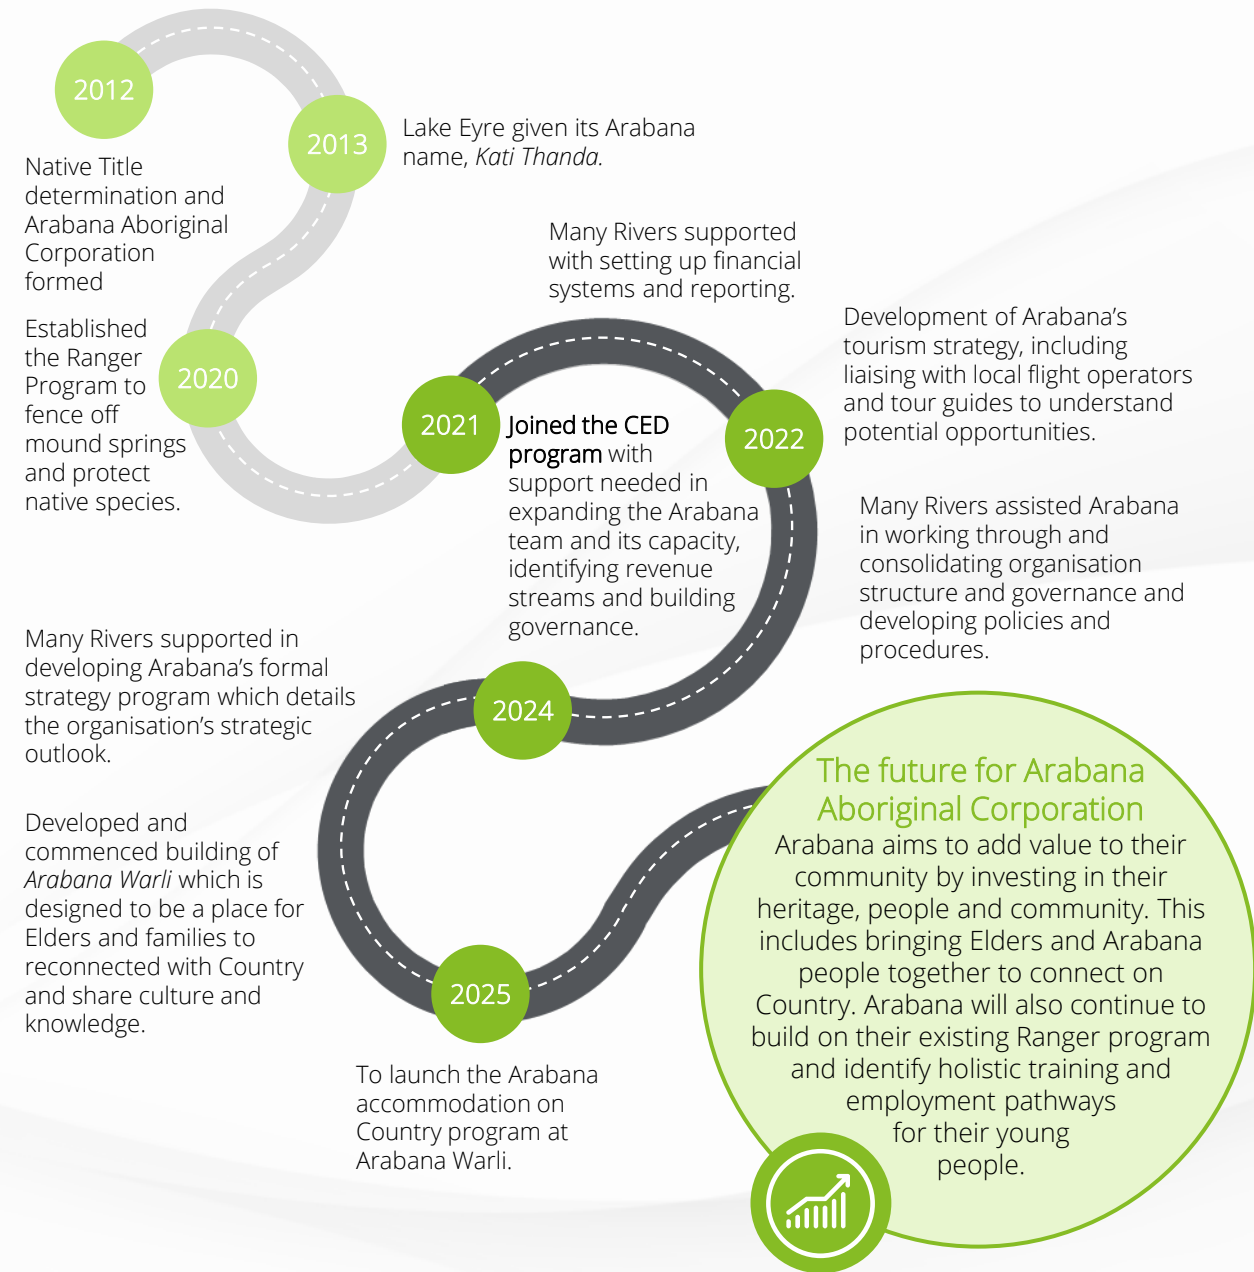 2012
Native Title
determination and
Arabana Aboriginal
Corporation
formed
2013
Lake Eyre given its Arabana
name, Kati Thanda.
2020
Established
the Ranger
Program to
fence off
mound springs
and protect
native species.
2021
Joined the CED
program with
support needed in
expanding the Arabana
team and its capacity,
identifying revenue
streams and building
governance.
Many Rivers supported
with setting up financial
systems and reporting.
2022
Development of Arabana’s
tourism strategy, including
liaising with local flight operators
and tour guides to understand
potential opportunities.
Many Rivers assisted Arabana
in working through and
consolidating organisation
structure and governance and
developing policies and
procedures.
2024
Many Rivers supported in
developing Arabana’s formal
strategy program which details
the organisation’s strategic
outlook.
Developed and
commenced building of
Arabana Warli which is
designed to be a place for
Elders and families to
reconnected with Country
and share culture and
knowledge.
2025
To launch the Arabana
accommodation on
Country program at
Arabana Warli.
The future for Arabana
Aboriginal Corporation
Arabana aims to add value to their
community by investing in their
heritage, people and community. This
includes bringing Elders and Arabana
people together to connect on
Country. Arabana will also continue to
build on their existing Ranger program
and identify holistic training and
employment pathways
for their young
people.